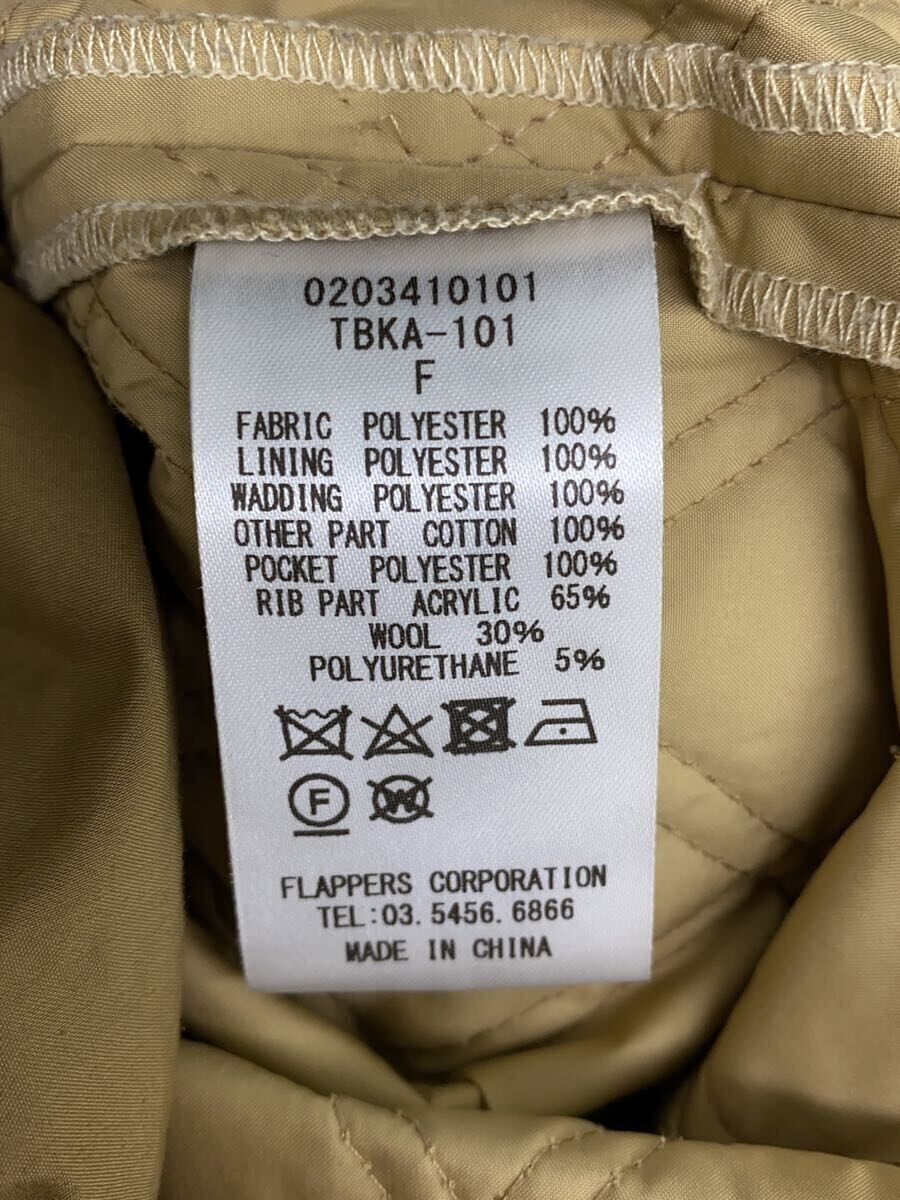 0203410101
TBKA-101
F
FABRIC POLYESTER 100%
LINING POLYESTER 100%
WADDING POLYESTER 100%
OTHER PART COTTON 100%
POCKET POLYESTER 100%
RIB PART ACRYLIC 65%
WOOL 30%
POLYURETHANE 5%
F W
FLAPPERS CORPORATION
TEL:03.5456.6866
MADE IN CHINA